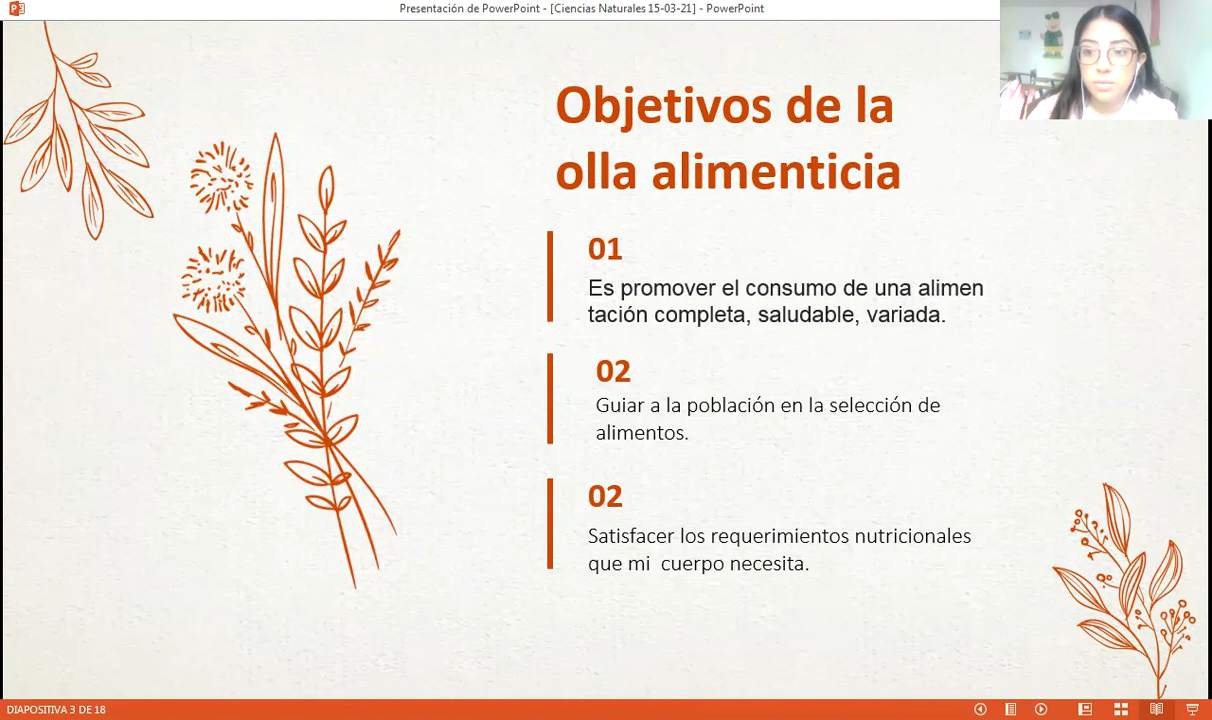 Presentación de PowerPoint - [Ciencias Naturales 15-03-21] - PowerPoint
Objetivos de la
olla alimenticia
01
Es promover el consumo de una alimen
tación completa, saludable, variada.
02
Guiar a la población en la selección de
alimentos.
02
Satisfacer los requerimientos nutricionales
que mi cuerpo necesita.
DIAPOSITIVA 3 DE 18